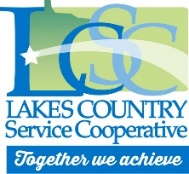 LCSC
LAKES COUNTRY
Service Cooperative
Together we achieve